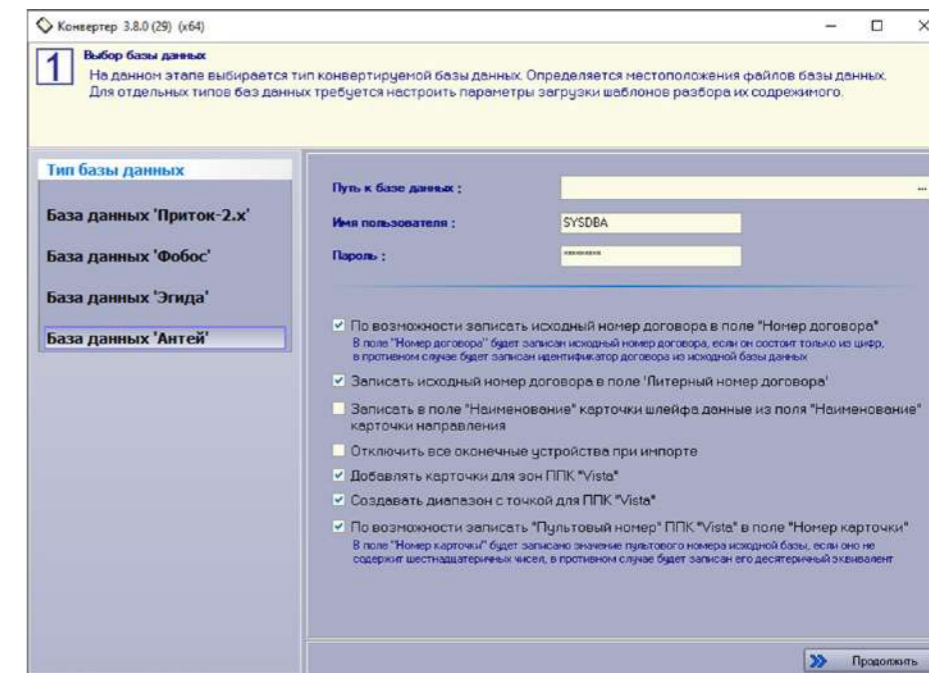 Конвертер 3.8.0 (29) (x64)
1
Выбор базы данных
На данном этапе выбирается тип конвертируемой базы данных. Определяется местоположения файлов базы данных.
Для отдельных типов баз данных требуется настроить параметры загрузки шаблонов разбора их содрежимого.
Тип базы данных
База данных 'Приток-2.х'
База данных 'Фобос'
База данных 'Эгида'
База данных 'Антей'
Путь к базе данных :
...
Имя пользователя :
SYSDBA
Пароль :
********
По возможности записать исходный номер договора в поле "Номер договора"
В поле "Номер договора" будет записан исходный номер договора, если он состоит только из цифр,
в противном случае будет записан идентификатор договора из исходной базы данных
Записать исходный номер договора в поле 'Литерный номер договора'
Записать в поле "Наименование" карточки шлейфа данные из поля "Наименование"
карточки направления
Отключить все оконечные устройства при импорте
Добавлять карточки для зон ППК "Vista"
Создавать диапазон с точкой для ППК "Vista"
По возможности записать "Пультовый номер" ППК "Vista" в поле "Номер карточки"
В поле "Номер карточки" будет записано значение пультового номера исходной базы, если оно не
содержит шестнадцатеричных чисел, в противном случае будет записан его десятеричный эквивалент
Продолжить